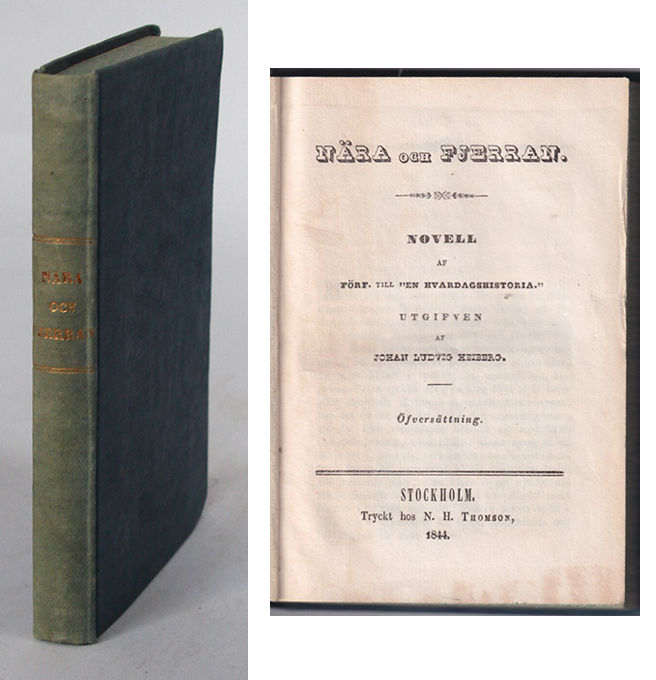 NÄRA
OCH
FJERRAN
NÄRA OCH FJERRAN.
NOVELL
AF
FÖRF. TILL "EN HVARDAGSHISTORIA."
UTGIFVEN
AF
JOHAN LUDVIG HEIBERG.
Öfversättning.
STOCKHOLM.
Tryckt hos N. H. THOMSON,
1844.